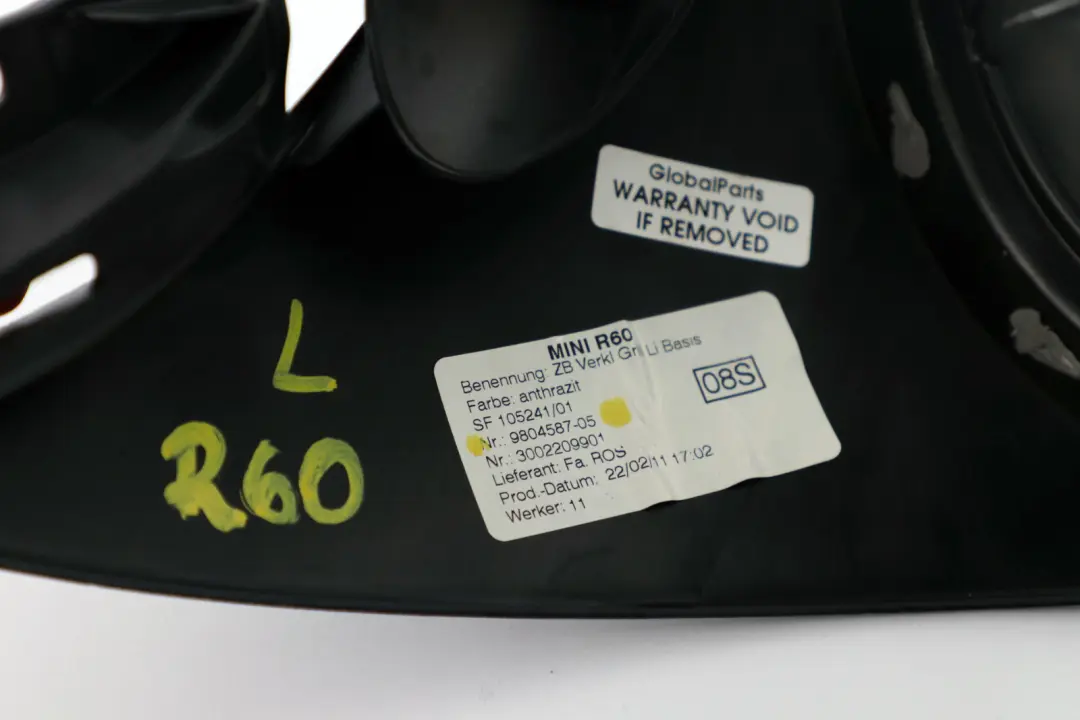 GlobalParts
WARRANTY VOID
IF REMOVED
L
R60
MINI R60
Benennung: ZB Verkl Li Basis
Farbe: anthrazit
SF 105241/01
Nr.: 9804587-05
Nr.: 3002209901
Lieferant: Fa. ROS
Prod.-Datum: 22/02/11 17:02
Werker: 11
08S